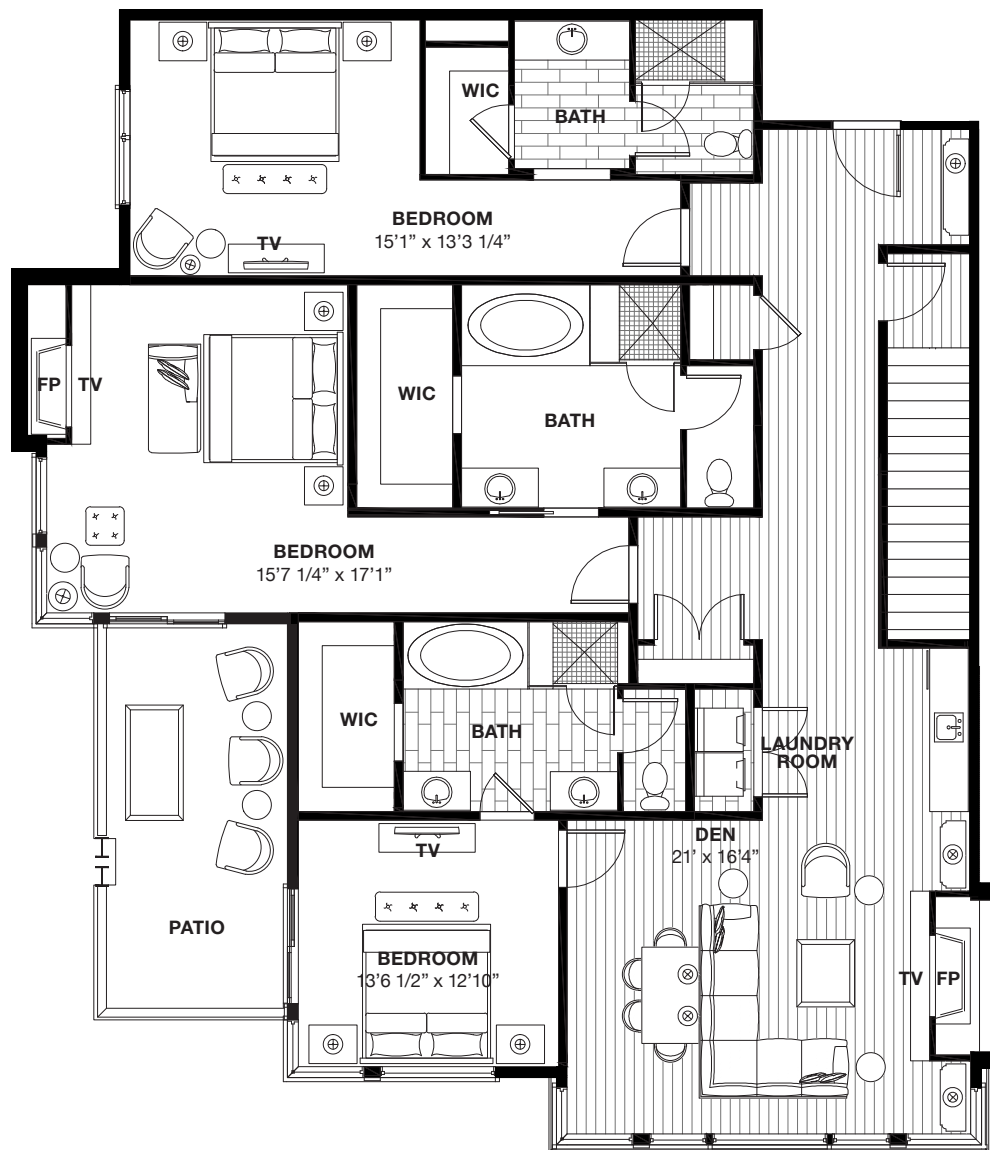 WIC
BATH
BEDROOM
15'1" x 13'3 1/4"
TV
FP
TV
WIC
BATH
BEDROOM
15'7 1/4" x 17'1"
WIC
BATH
LAUNDRY
ROOM
DEN
21' x 16'4"
TV
PATIO
BEDROOM
13'6 1/2" x 12'10"
TV
FP